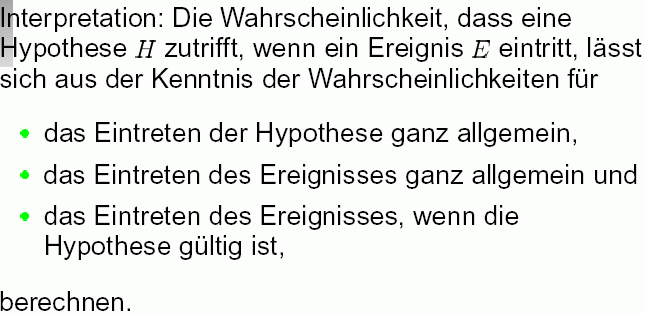 Interpretation: Die Wahrscheinlichkeit, dass eine
Hypothese H zutrifft, wenn ein Ereignis E eintritt, lässt
sich aus der Kenntnis der Wahrscheinlichkeiten für
• das Eintreten der Hypothese ganz allgemein,
• das Eintreten des Ereignisses ganz allgemein und
• das Eintreten des Ereignisses, wenn die
Hypothese gültig ist,
berechnen.